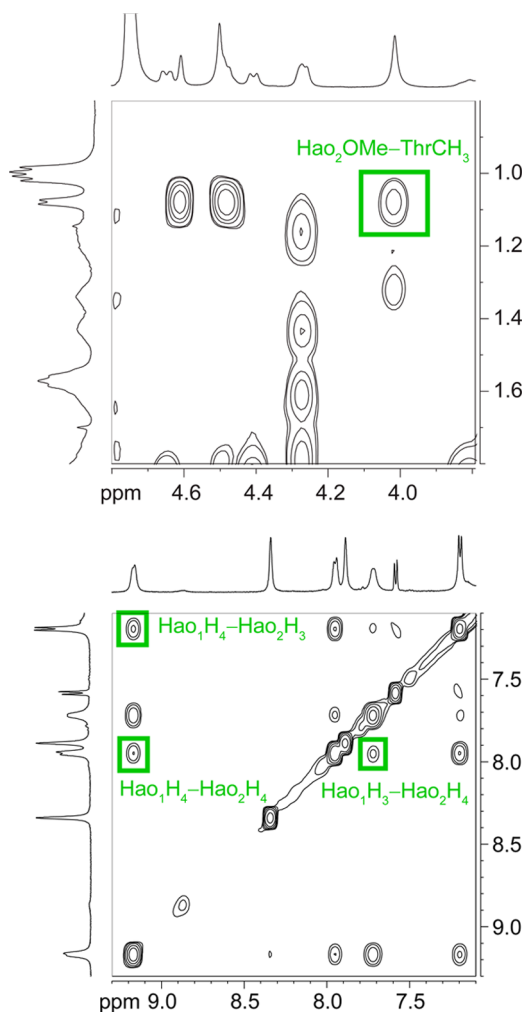 Hao₂OMe–ThrCH₃
1.0
1.2
1.4
1.6
ppm 4.6 4.4 4.2 4.0
Hao₁H₄–Hao₂H₃
7.5
8.0
Hao₁H₄–Hao₂H₄ Hao₁H₃–Hao₂H₄
8.5
9.0
ppm 9.0 8.5 8.0 7.5